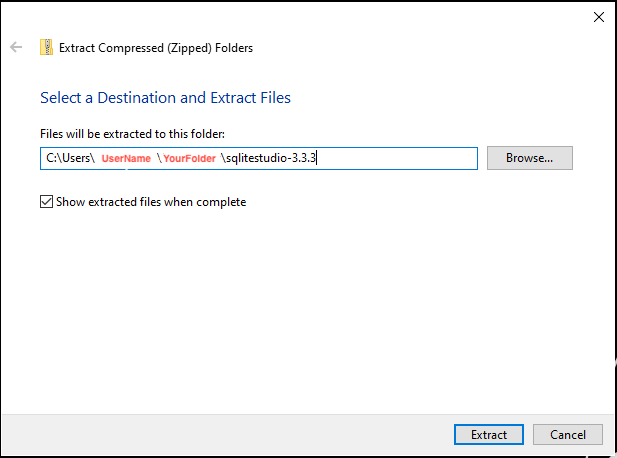 Extract Compressed (Zipped) Folders
Select a Destination and Extract Files
Files will be extracted to this folder:
C:\Users\ UserName \YourFolder \sqlitestudio-3.3.3
Browse...
Show extracted files when complete
Extract
Cancel